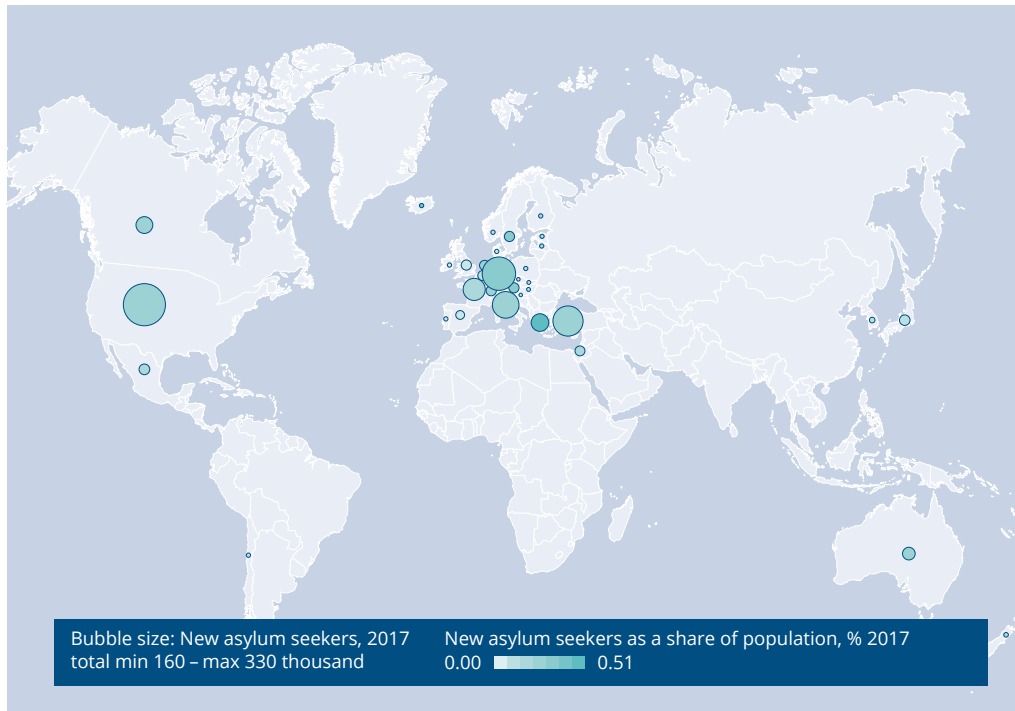 Bubble size: New asylum seekers, 2017
total min 160 – max 330 thousand
New asylum seekers as a share of population, % 2017
0.00 0.51